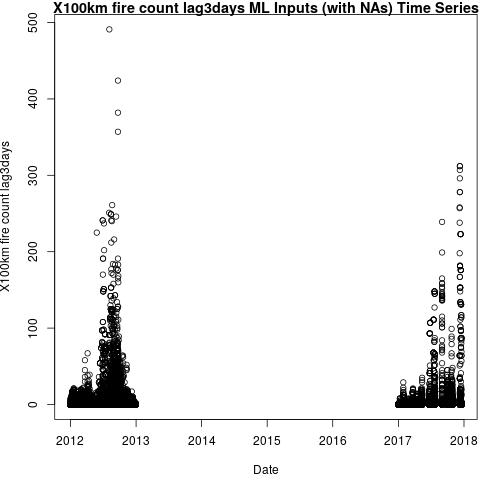 X100km fire count lag3days ML Inputs (with NAs) Time Series
X100km fire count lag3days
500
400
300
200
100
0
2012 2013 2014 2015 2016 2017 2018
Date